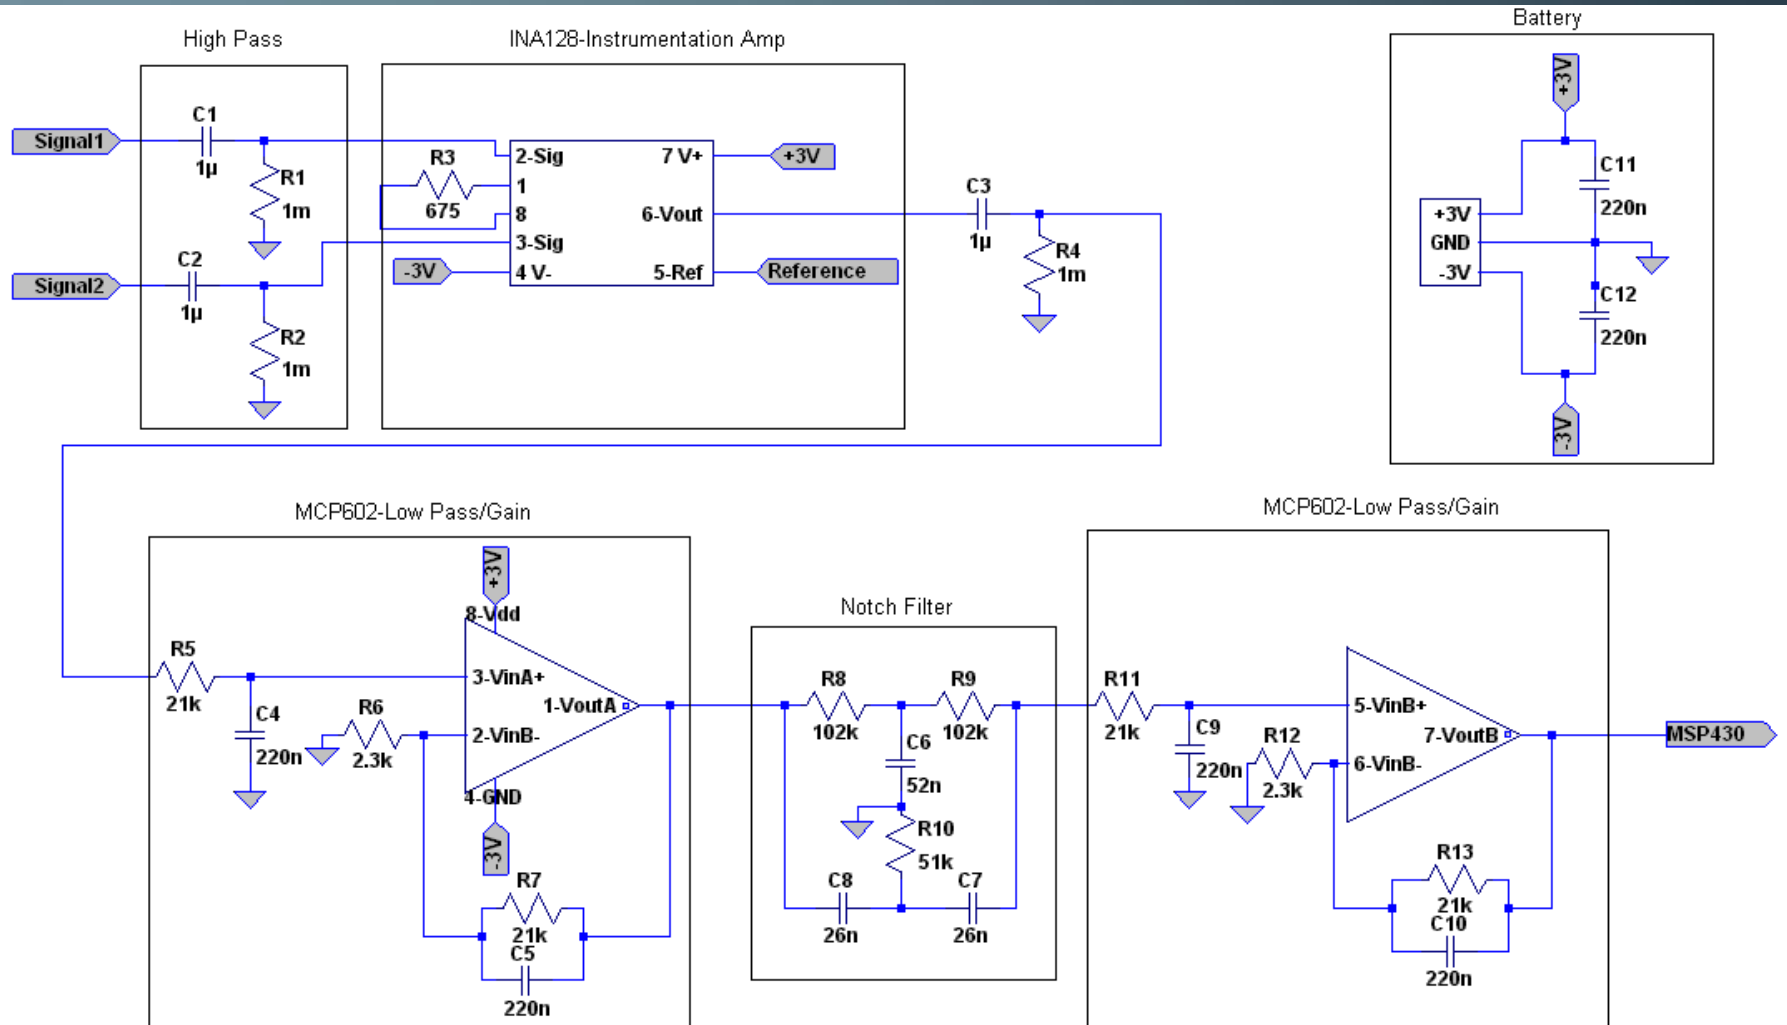 High Pass
INA128-Instrumentation Amp
Battery
Signal1
C1
1µ
R1
1m
Signal2
C2
1µ
R2
1m
R3
675
2-Sig
1
8
3-Sig
4 V-
7 V+
6-Vout
5-Ref
+3V
-3V
Reference
C3
1µ
R4
1m
+3V
C11
220n
+3V
GND
-3V
C12
220n
-3V
MCP602-Low Pass/Gain
R5
21k
C4
220n
R6
2.3k
+3V
8-Vdd
3-VinA+
1-VoutA
2-VinB-
4-GND
-3V
R7
21k
C5
220n
Notch Filter
R8
102k
R9
102k
C6
52n
R10
51k
C8
26n
C7
26n
MCP602-Low Pass/Gain
R11
21k
C9
220n
R12
2.3k
5-VinB+
7-VoutB
6-VinB-
R13
21k
C10
220n
MSP430